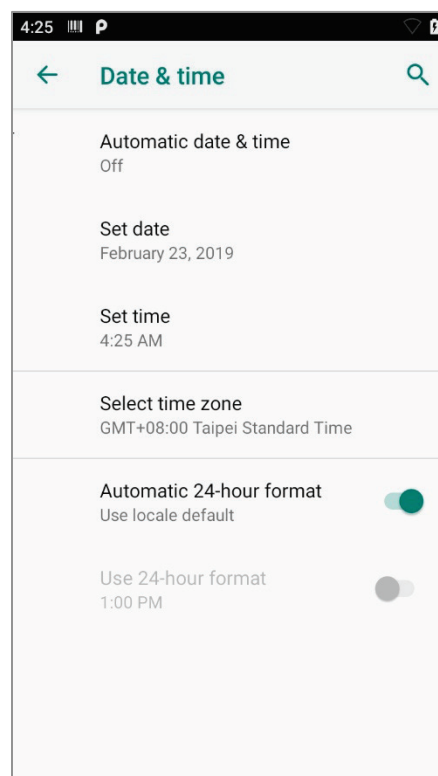 4:25
Date & time
Automatic date & time
Off
Set date
February 23, 2019
Set time
4:25 AM
Select time zone
GMT+08:00 Taipei Standard Time
Automatic 24-hour format
Use locale default
Use 24-hour format
1:00 PM